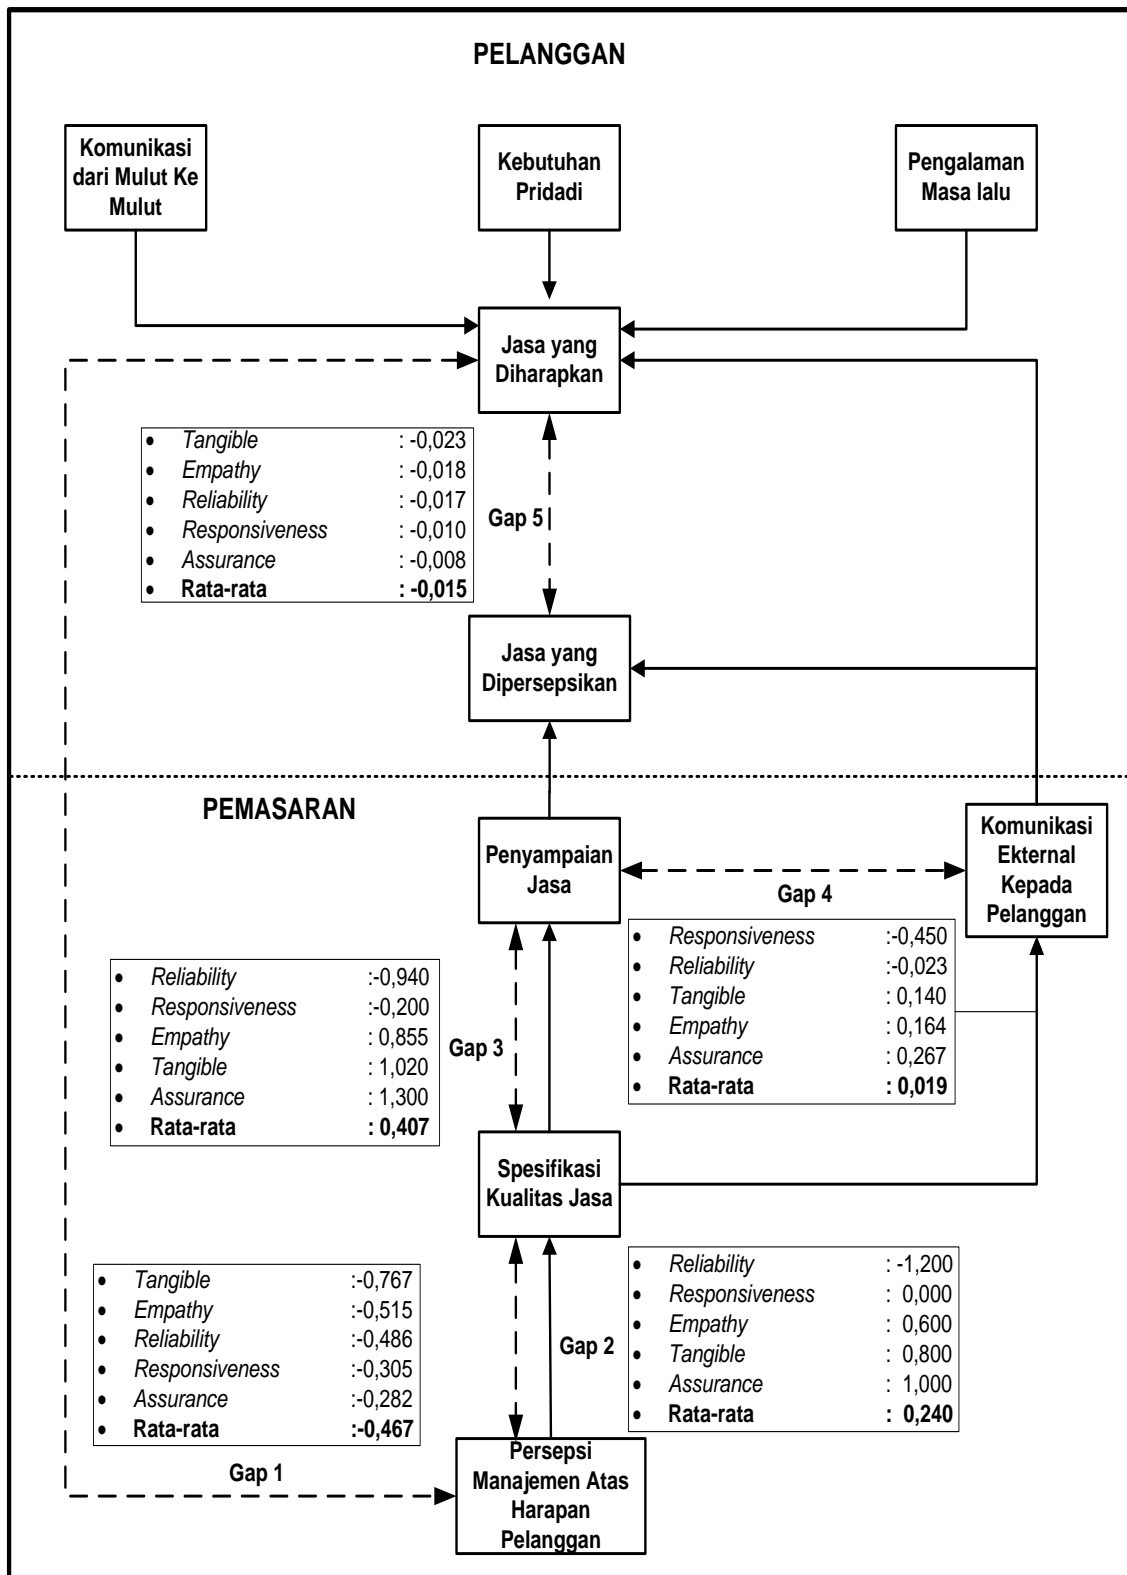 PELANGGAN
Komunikasi
dari Mulut Ke
Mulut
Kebutuhan
Pridadi
Pengalaman
Masa lalu
Jasa yang
Diharapkan
• Tangible : -0,023
• Empathy : -0,018
• Reliability : -0,017
• Responsiveness : -0,010
• Assurance : -0,008
• Rata-rata : -0,015
Gap 5
Jasa yang
Dipersepsikan
PEMASARAN
Penyampaian
Jasa
Komunikasi
Ekternal
Kepada
Pelanggan
Gap 4
• Responsiveness :-0,450
• Reliability :-0,023
• Tangible : 0,140
• Empathy : 0,164
• Assurance : 0,267
• Rata-rata : 0,019
• Reliability :-0,940
• Responsiveness :-0,200
• Empathy : 0,855
• Tangible : 1,020
• Assurance : 1,300
• Rata-rata : 0,407
Gap 3
Spesifikasi
Kualitas Jasa
• Tangible :-0,767
• Empathy :-0,515
• Reliability :-0,486
• Responsiveness :-0,305
• Assurance :-0,282
• Rata-rata :-0,467
Gap 2
• Reliability : -1,200
• Responsiveness : 0,000
• Empathy : 0,600
• Tangible : 0,800
• Assurance : 1,000
• Rata-rata : 0,240
Gap 1
Persepsi
Manajemen Atas
Harapan
Pelanggan